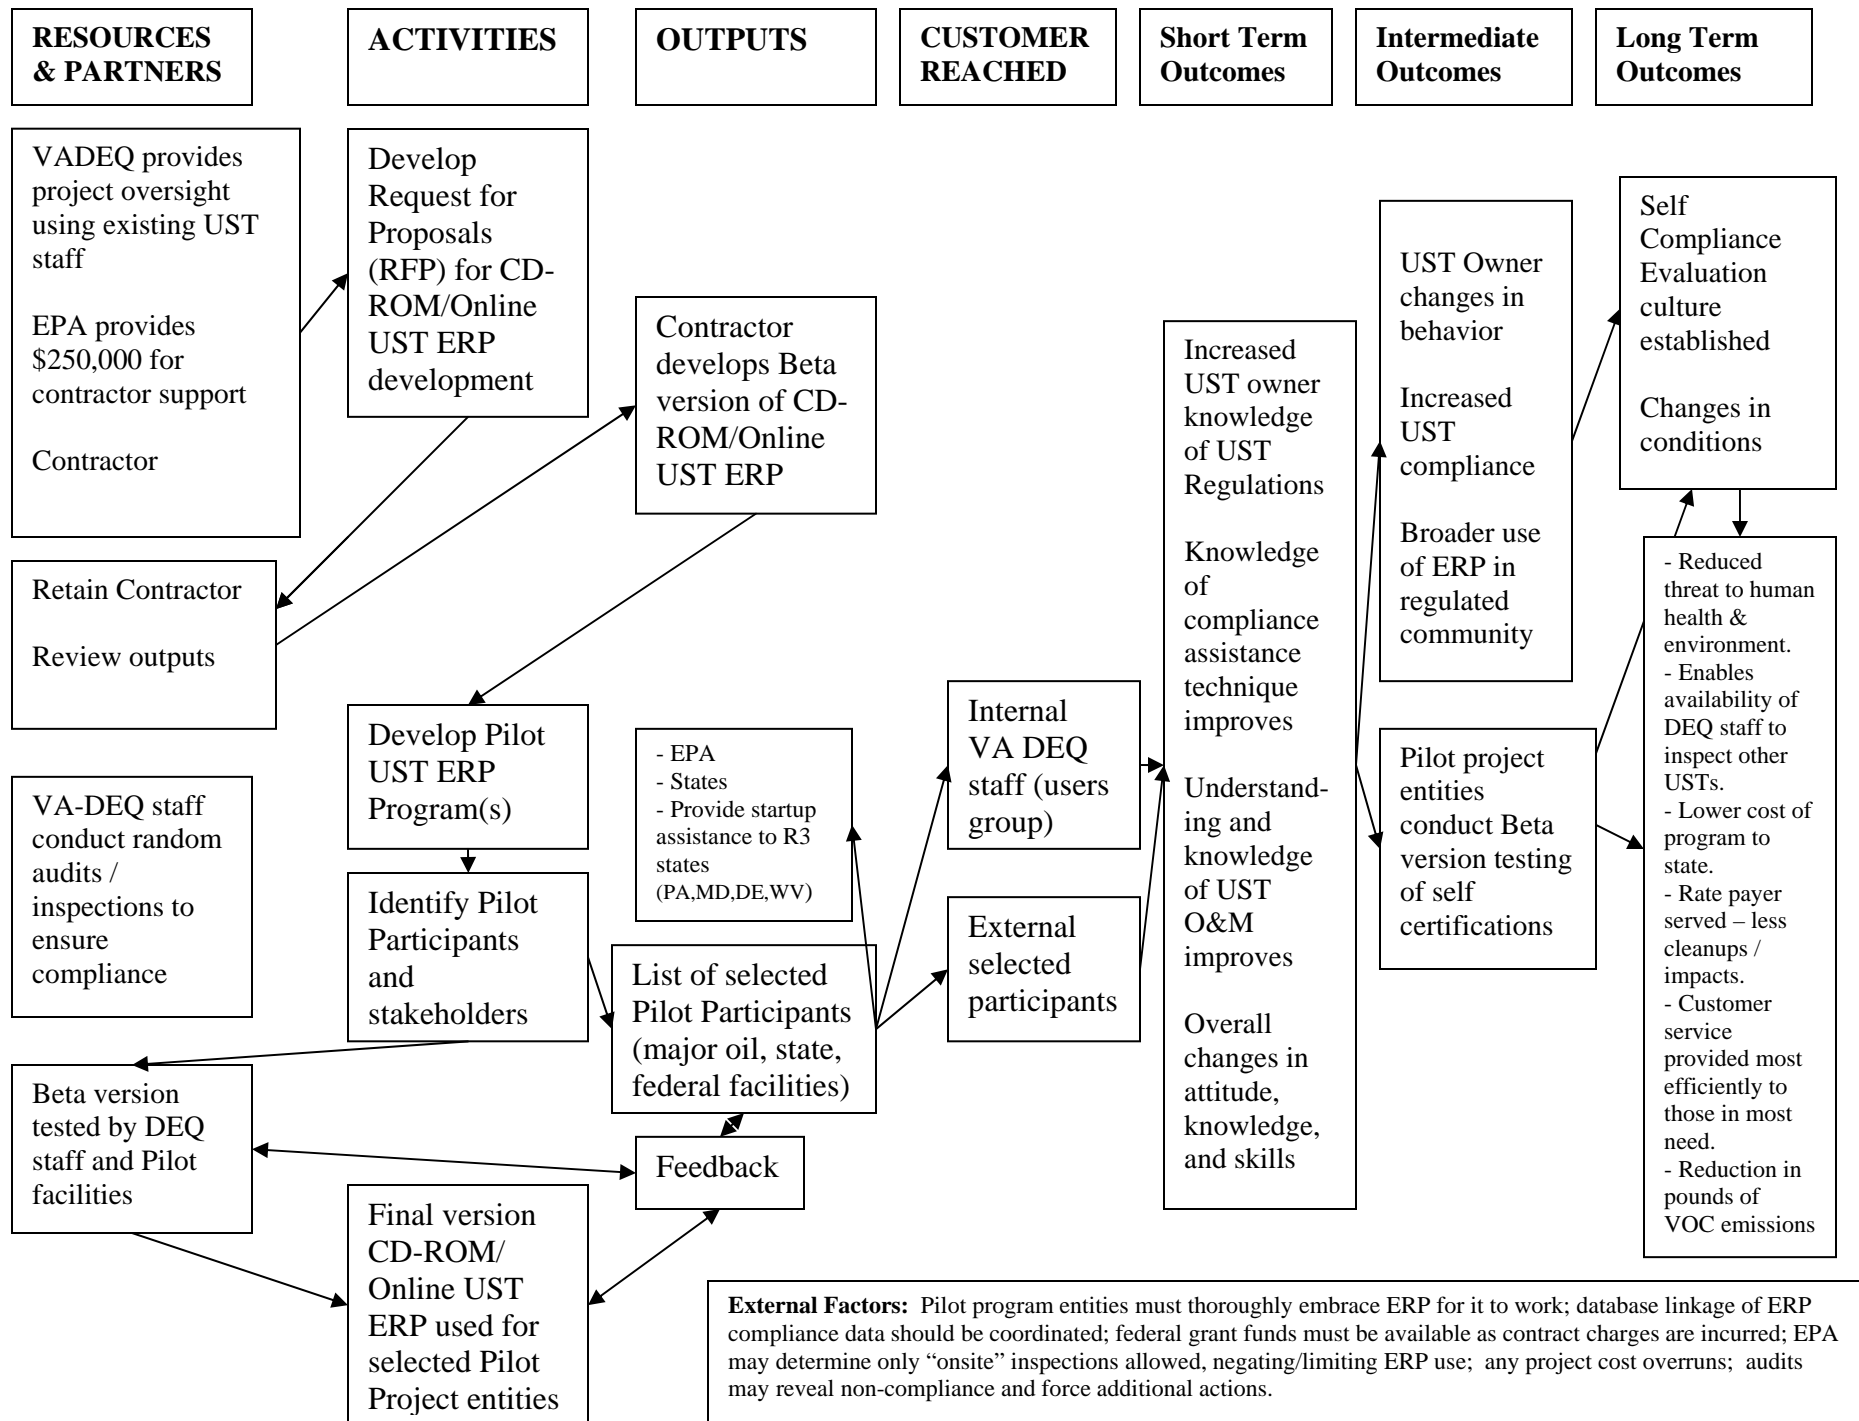 RESOURCES
& PARTNERS
ACTIVITIES
OUTPUTS
CUSTOMER
REACHED
Short Term
Outcomes
Intermediate
Outcomes
Long Term
Outcomes
VADEQ provides
project oversight
using existing UST
staff
EPA provides
$250,000 for
contractor support
Contractor
Retain Contractor
Review outputs
VA-DEQ staff
conduct random
audits /
inspections to
ensure
compliance
Beta version
tested by DEQ
staff and Pilot
facilities
Develop
Request for
Proposals
(RFP) for CD-
ROM/Online
UST ERP
development
Develop Pilot
UST ERP
Program(s)
Identify Pilot
Participants
and
stakeholders
Final version
CD-ROM/
Online UST
ERP used for
selected Pilot
Project entities
Contractor
develops Beta
version of CD-
ROM/Online
UST ERP
- EPA
- States
- Provide startup
assistance to R3
states
(PA,MD,DE,WV)
List of selected
Pilot Participants
(major oil, state,
federal facilities)
Feedback
Internal
VA DEQ
staff (users
group)
External
selected
participants
Increased
UST owner
knowledge
of UST
Regulations
Knowledge
of
compliance
assistance
technique
improves
Understand-
ing and
knowledge
of UST
O&M
improves
Overall
changes in
attitude,
knowledge,
and skills
UST Owner
changes in
behavior
Increased
UST
compliance
Broader use
of ERP in
regulated
community
Pilot project
entities
conduct Beta
version testing
of self
certifications
Self
Compliance
Evaluation
culture
established
Changes in
conditions
- Reduced
threat to human
health &
environment.
- Enables
availability of
DEQ staff to
inspect other
USTs.
- Lower cost of
program to
state.
- Rate payer
served – less
cleanups /
impacts.
- Customer
service
provided most
efficiently to
those in most
need.
- Reduction in
pounds of
VOC emissions
External Factors: Pilot program entities must thoroughly embrace ERP for it to work; database linkage of ERP
compliance data should be coordinated; federal grant funds must be available as contract charges are incurred; EPA
may determine only “onsite” inspections allowed, negating/limiting ERP use; any project cost overruns; audits
may reveal non-compliance and force additional actions.